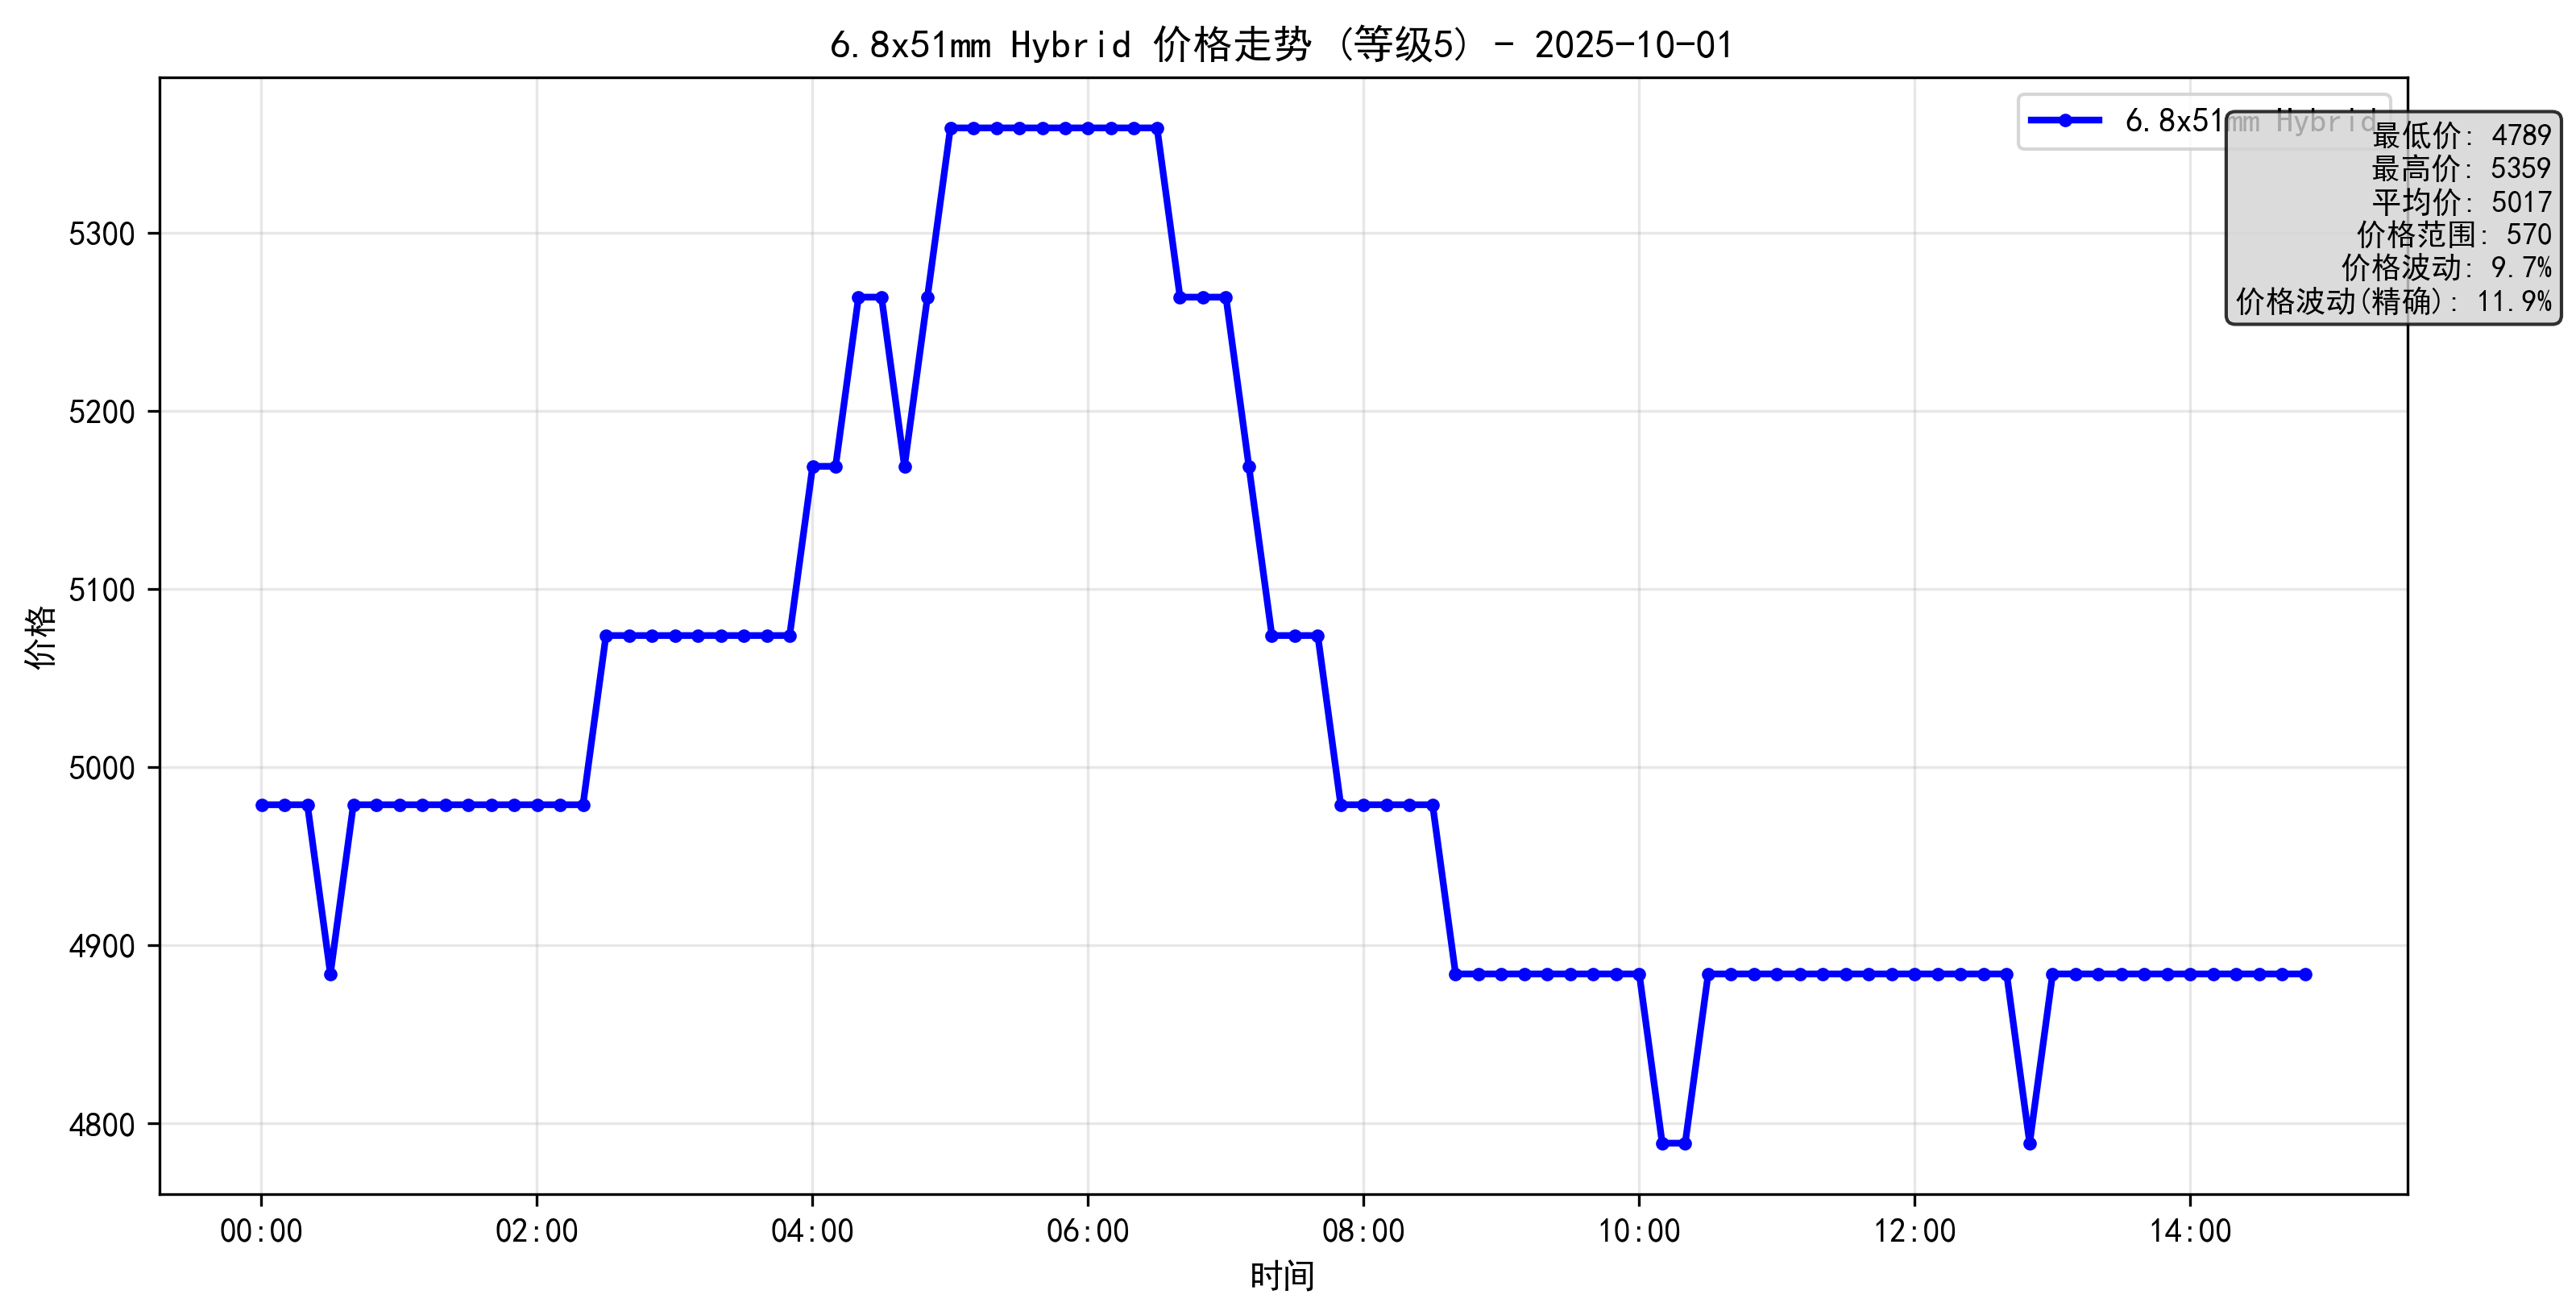 6.8x51mm Hybrid 价格走势 (等级5) - 2025-10-01
6.8x51mm Hybrid
最低价: 4789
最高价: 5359
平均价: 5017
价格范围: 570
价格波动: 9.7%
价格波动(精确): 11.9%
价格
5300
5200
5100
5000
4900
4800
00:00 02:00 04:00 06:00 08:00 10:00 12:00 14:00
时间